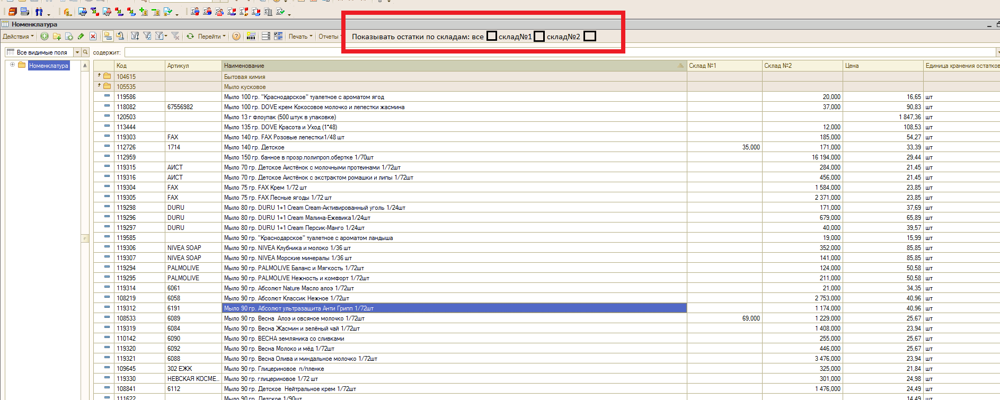 Номенклатура
Действия Перейти Печать Отчеты Показывать остатки по складам: все склад№1 склад№2
Все видимые поля содержит:
Номенклатура
Код Артикул Наименование Склад №1 Склад №2 Цена Единица хранения остатков
104615 Бытовая химия
105535 Мыло кусковое
119586 Мыло 100 гр. "Краснодарское" туалетное с ароматом ягод 20,000 16,65 шт
118082 67556982 Мыло 100 гр. DOVE крем Кокосовое молочко и лепестки жасмина 37,000 90,83 шт
120503 Мыло 13 г флоупак (500 штук в упаковке) 1 847,36 шт
113444 Мыло 135 гр. DOVE Красота и Уход (1*48) 12,000 108,53 шт
119303 FAX Мыло 140 гр. FAX Розовые лепестки1/48 шт 185,000 54,27 шт
112726 1714 Мыло 140 гр. Детское 35,000 171,000 33,39 шт
112959 Мыло 150 гр. банное в прозр.полипроп.обертке 1/70шт 16 194,000 29,44 шт
119315 АИСТ Мыло 70 гр. Детское Аистёнок с молочными протеинами 1/72шт 284,000 21,45 шт
119316 АИСТ Мыло 70 гр. Детское Аистёнок с экстрактом ромашки и липы 1/72шт 456,000 21,45 шт
119304 FAX Мыло 75 гр. FAX Крем 1/72 шт 1 584,000 23,85 шт
119305 FAX Мыло 75 гр. FAX Лесные ягоды 1/72 шт 2 371,000 23,85 шт
119298 DURU Мыло 80 гр. DURU 1+1 Cream Cream-Активированный уголь 1/24шт 171,000 37,69 шт
119296 DURU Мыло 80 гр. DURU 1+1 Cream Малина-Ежевика1/24шт 679,000 65,89 шт
119297 DURU Мыло 80 гр. DURU 1+1 Cream Персик-Манго 1/24шт 40,000 39,57 шт
119585 Мыло 90 гр. "Краснодарское" туалетное с ароматом ландыша 19,000 15,99 шт
119306 NIVEA SOAP Мыло 90 гр. NIVEA Клубника и молоко 1/36 шт 352,000 85,85 шт
119307 NIVEA SOAP Мыло 90 гр. NIVEA Морские минералы 1/36 шт 141,000 85,85 шт
119294 PALMOLIVE Мыло 90 гр. PALMOLIVE Баланс и Мягкость 1/72шт 124,000 50,58 шт
119295 PALMOLIVE Мыло 90 гр. PALMOLIVE Нежность и комфорт 1/72шт 211,000 50,58 шт
119314 6061 Мыло 90 гр. Абсолют Nature Масло алоэ 1/72шт 21,000 34,35 шт
108219 6058 Мыло 90 гр. Абсолют Классик Нежное 1/72шт 2 753,000 40,96 шт
119312 6191 Мыло 90 гр. Абсолют ультразащита Анти Грипп 1/72шт 1 174,000 40,96 шт
108533 6089 Мыло 90 гр. Весна Алоэ и овсяное молочко 1/72шт 69,000 1 229,000 25,67 шт
119319 6084 Мыло 90 гр. Весна Жасмин и зелёный чай 1/72шт 1 408,000 23,94 шт
110142 6090 Мыло 90 гр. ВЕСНА земляника со сливками 255,000 25,67 шт
119320 6092 Мыло 90 гр. Весна Молоко и мёд 1/72шт 446,000 25,67 шт
119321 6088 Мыло 90 гр. Весна Олива и миндальное молочко 1/72шт 3 476,000 23,94 шт
109645 302 ЕЖК Мыло 90 гр. Глицериновое п/пленке 325,000 21,84 шт
119330 НЕВСКАЯ КОСМЕ... Мыло 90 гр. глицериновое 1/72 шт 301,000 24,98 шт
108841 6112 Мыло 90 гр. Детское Нейтральное крем 1/72шт 1 476,000 24,49 шт
111622 Мыло 90 гр. Детское 1/90шт 14,49 шт